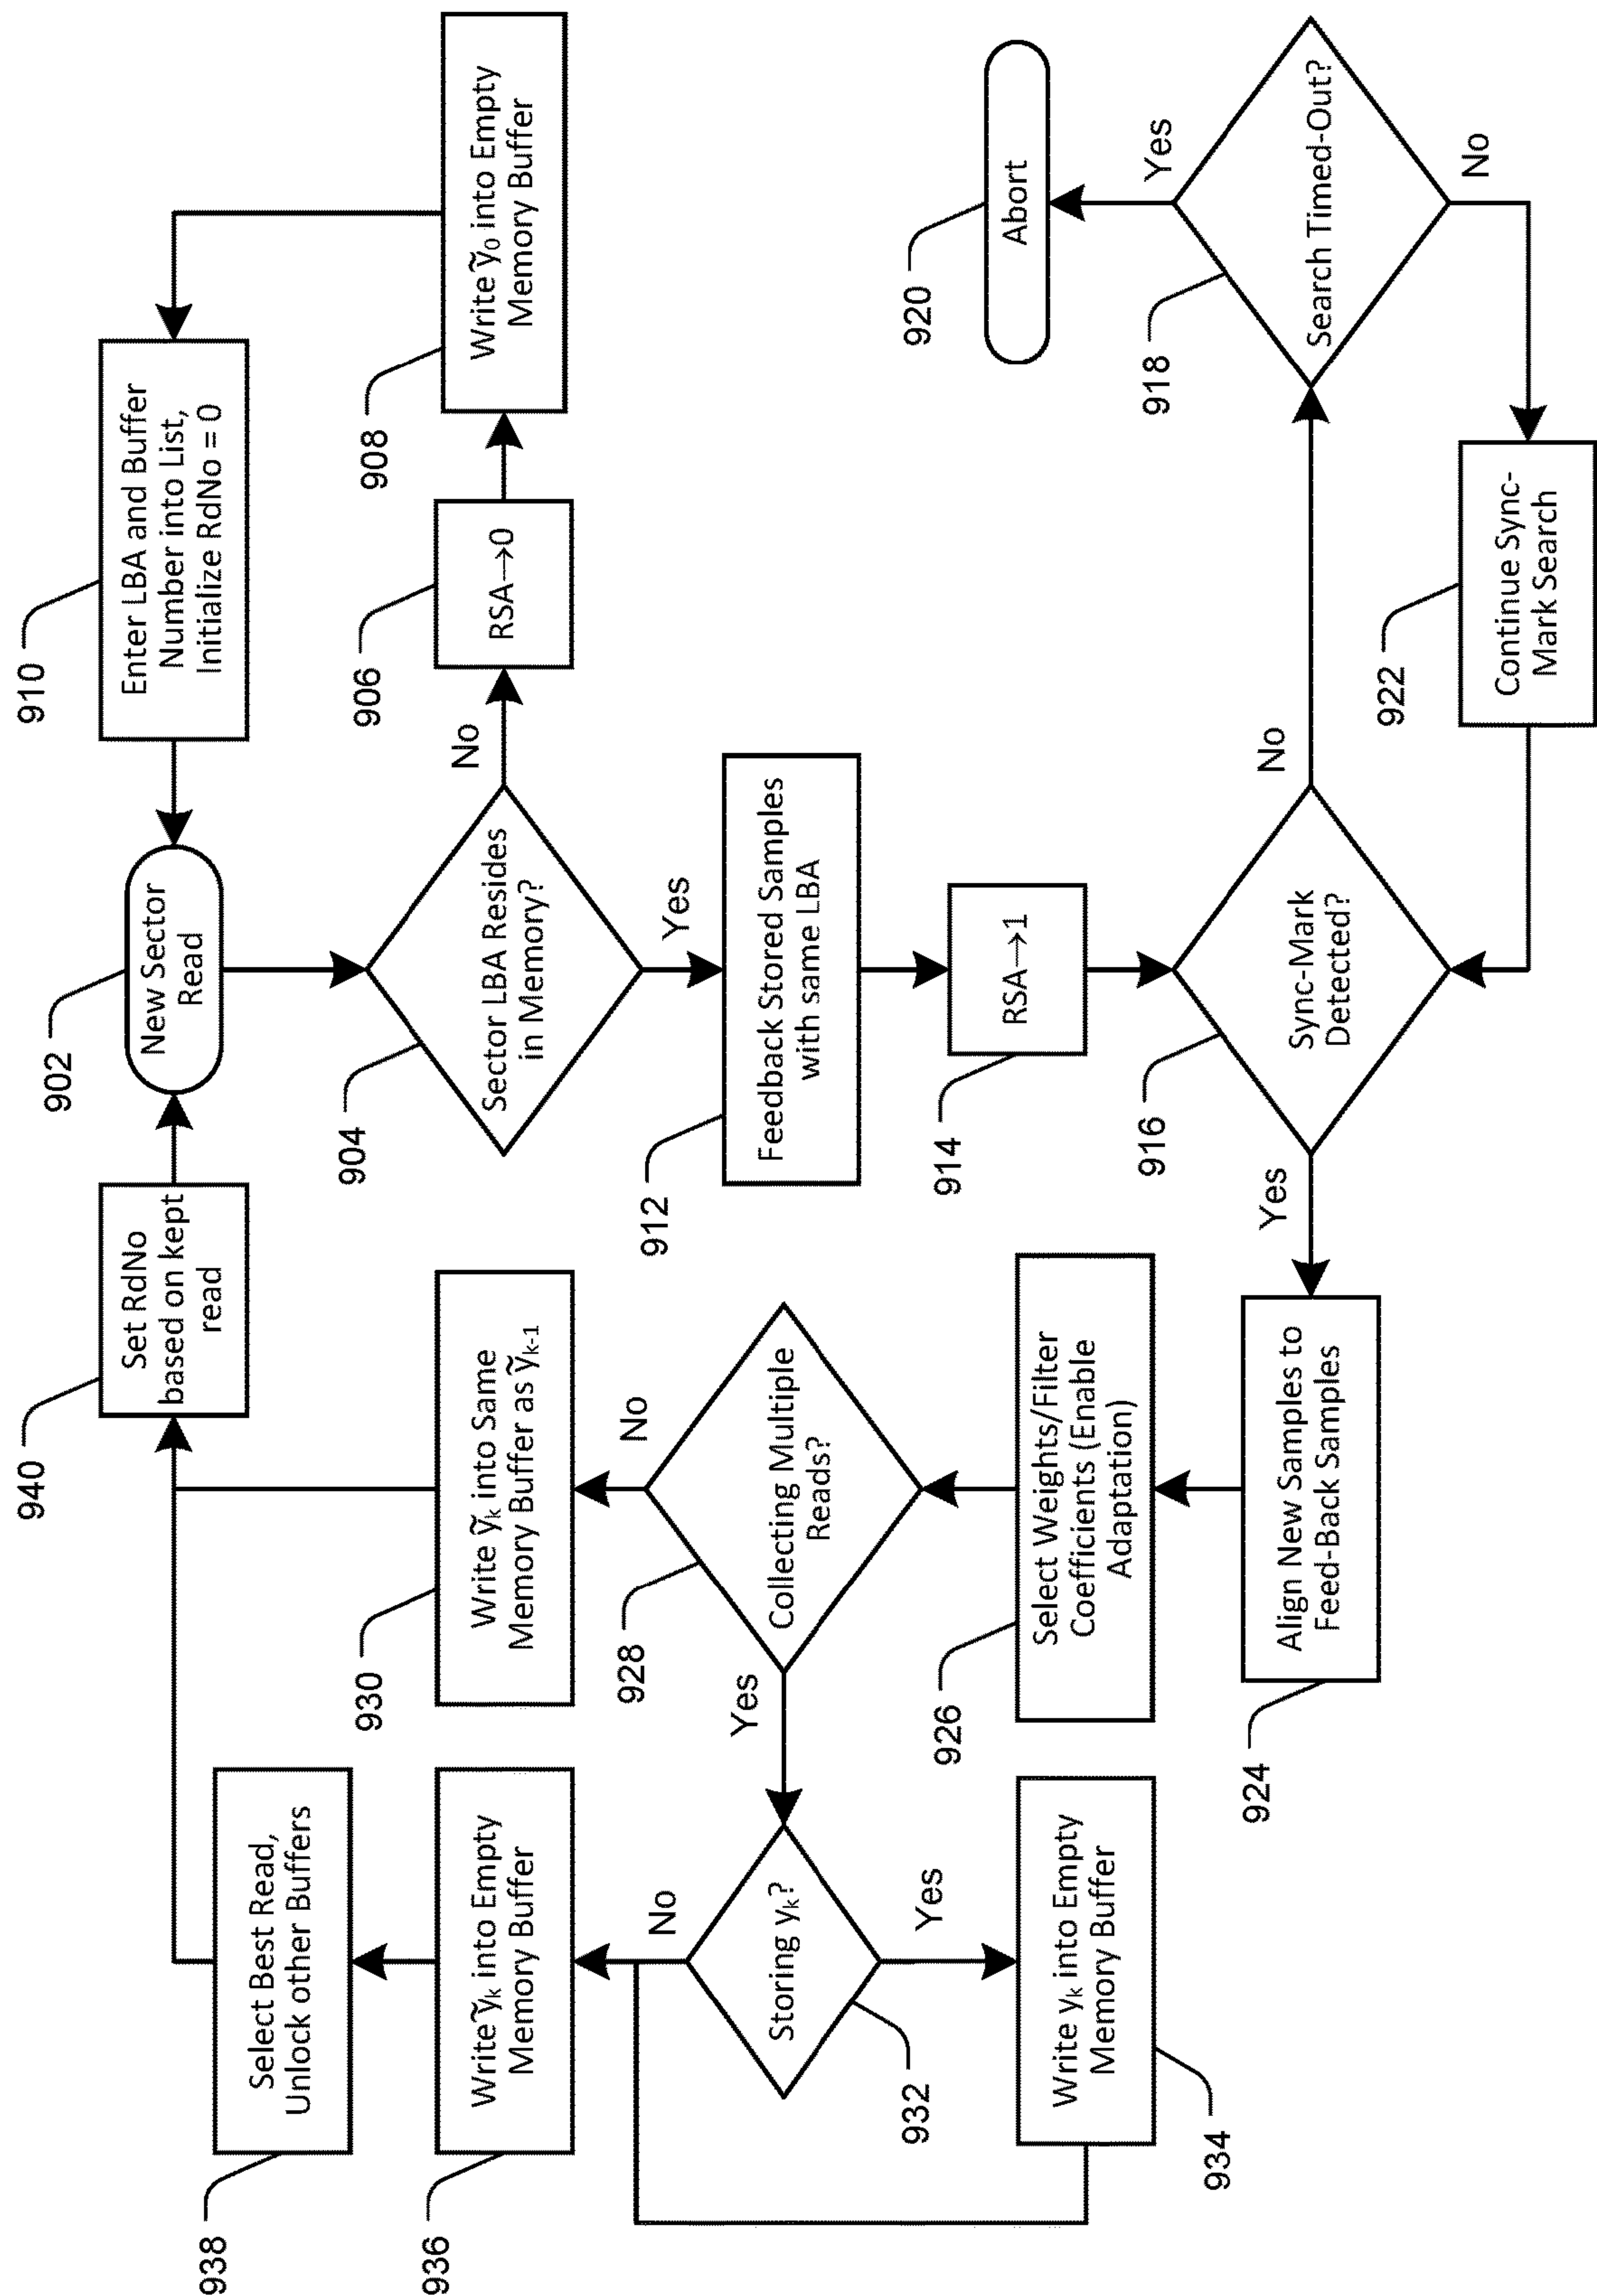 910
Enter LBA and Buffer
Number into List,
Initialize RdNo = 0
902
New Sector
Read
940
Set RdNo
based on kept
read
908
Write ỹ₀ into Empty
Memory Buffer
906
RSA→0
No
904
Sector LBA Resides
in Memory?
Yes
912
Feedback Stored Samples
with same LBA
914
RSA→1
916
Sync-Mark
Detected?
No
918
Search Timed-Out?
Yes
920
Abort
No
922
Continue Sync-
Mark Search
Yes
924
Align New Samples to
Feed-Back Samples
926
Select Weights/Filter
Coefficients (Enable
Adaptation)
928
Collecting Multiple
Reads?
No
930
Write ỹₖ into Same
Memory Buffer as ỹₖ₋₁
Yes
932
Storing yₖ?
Yes
934
Write yₖ into Empty
Memory Buffer
No
936
Write ỹₖ into Empty
Memory Buffer
938
Select Best Read,
Unlock other Buffers